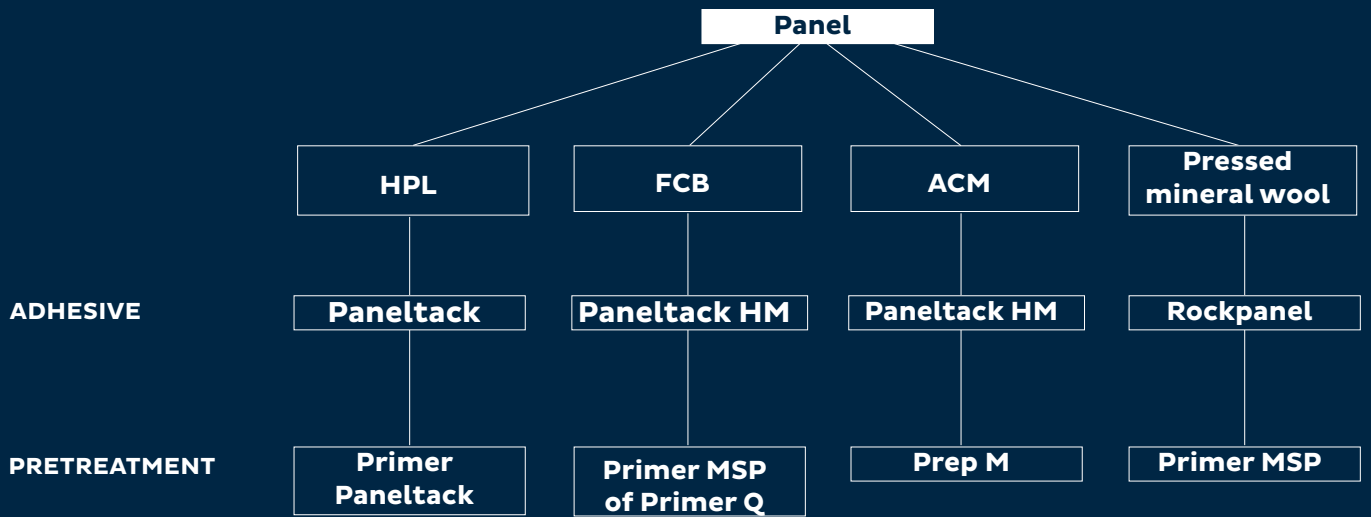 Panel
HPL
FCB
ACM
Pressed
mineral wool
ADHESIVE
Paneltack
Paneltack HM
Paneltack HM
Rockpanel
PRETREATMENT
Primer
Paneltack
Primer MSP
of Primer Q
Prep M
Primer MSP